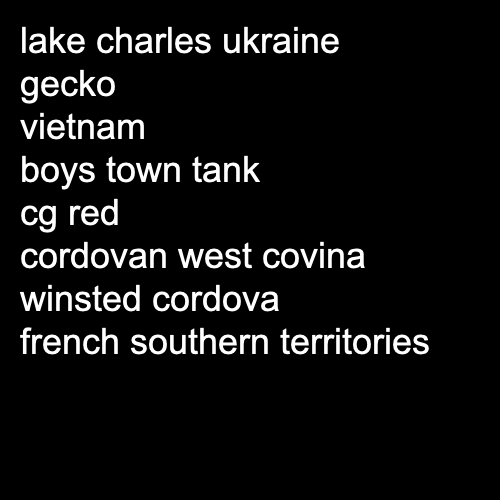 lake charles ukraine
gecko
vietnam
boys town tank
cg red
cordovan west covina
winsted cordova
french southern territories